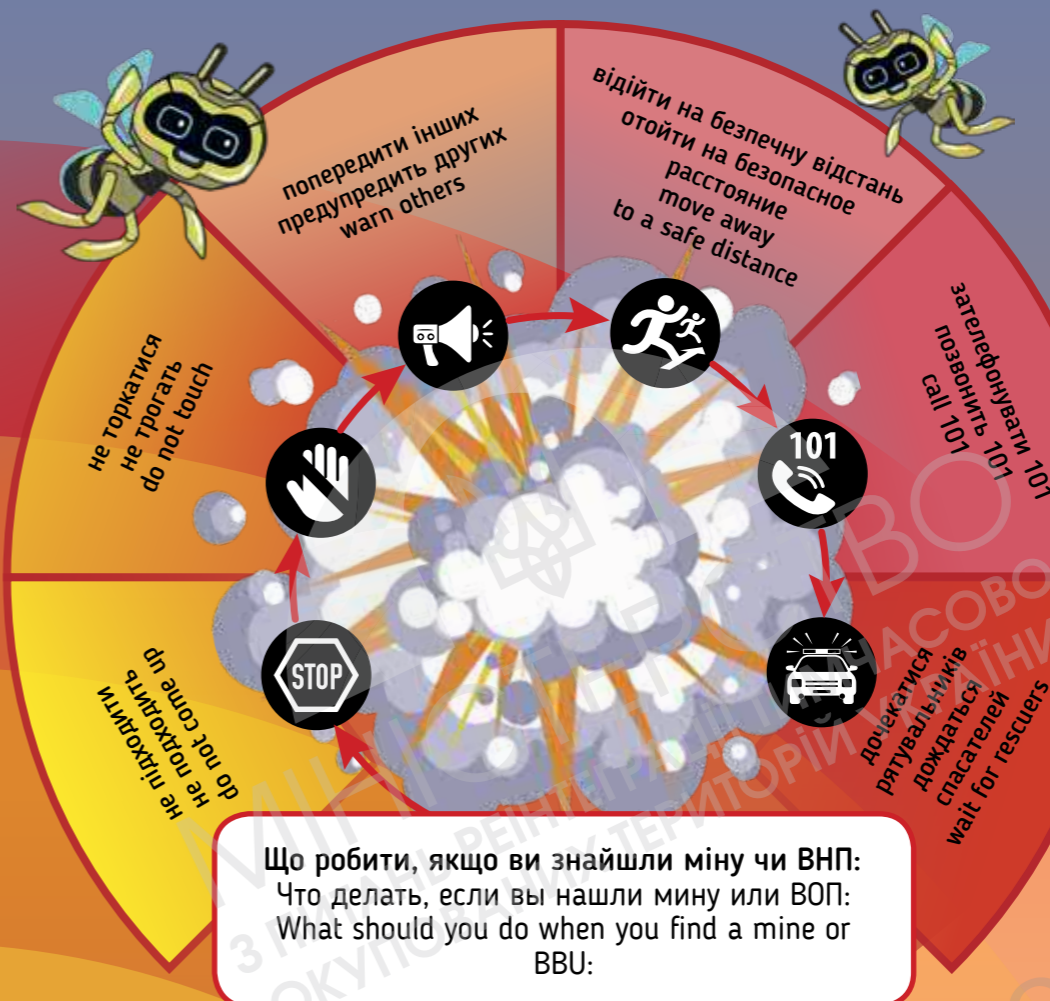 попередити інших
предупредить других
warn others
відійти на безпечну відстань
отойти на безопасное
расстояние
move away
to a safe distance
не торкатися
не трогать
do not touch
зателефонувати 101
позвонить 101
call 101
101
STOP
не підходити
не подходить
do not come up
дочекатися
рятувальників
дождаться
спасателей
wait for rescuers
Що робити, якщо ви знайшли міну чи ВНП:
Что делать, если вы нашли мину или ВОП:
What should you do when you find a mine or
BBU: